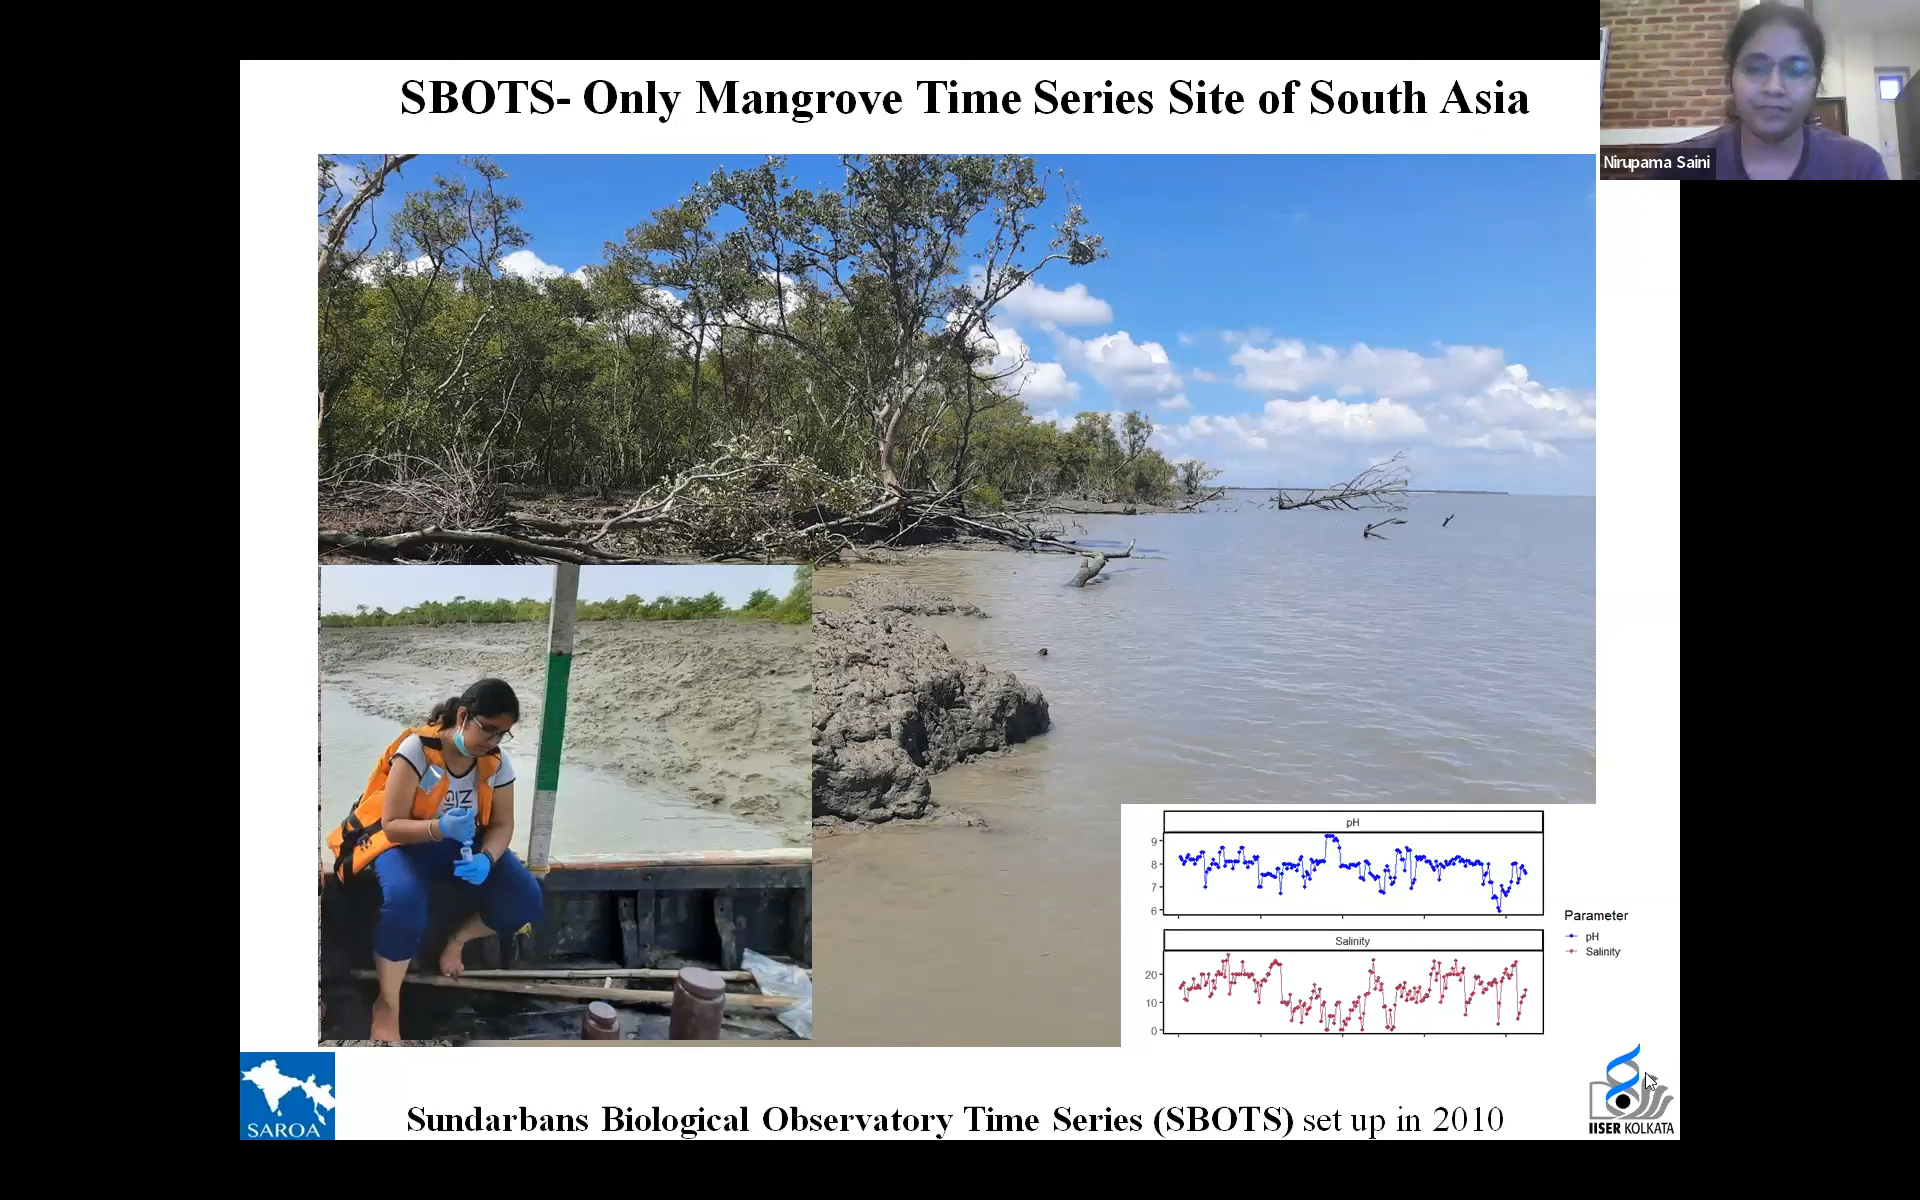 SBOTS- Only Mangrove Time Series Site of South Asia
Nirupama Saini
pH
9
8
7
6
Salinity
20
10
0
Parameter
pH
Salinity
SAROA
Sundarbans Biological Observatory Time Series (SBOTS) set up in 2010
IISER KOLKATA